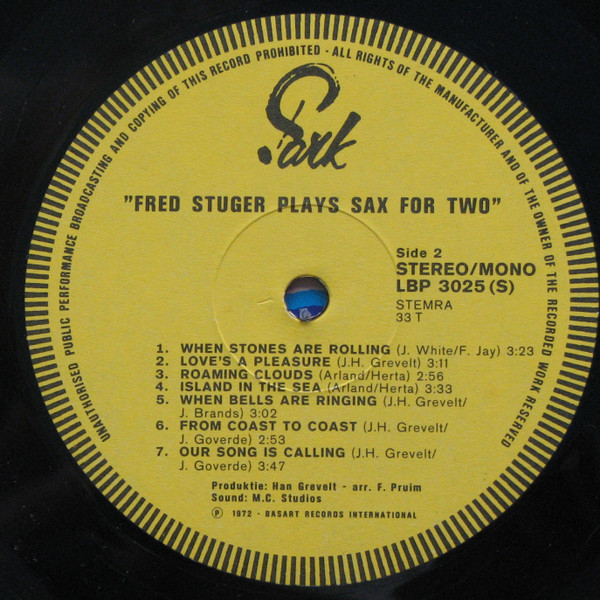 UNAUTHORISED PUBLIC PERFORMANCE BROADCASTING AND COPYING OF THIS RECORD PROHIBITED - ALL RIGHTS OF THE MANUFACTURER AND OF THE OWNER OF THE RECORDED WORK RESERVED
Sark
"FRED STUGER PLAYS SAX FOR TWO"
Side 2
STEREO/MONO
LBP 3025 (S)
STEMRA
33 T
1. WHEN STONES ARE ROLLING (J. White/F. Jay) 3:23
2. LOVE'S A PLEASURE (J.H. Grevelt) 3:11
3. ROAMING CLOUDS (Arland/Herta) 2:56
4. ISLAND IN THE SEA (Arland/Herta) 3:33
5. WHEN BELLS ARE RINGING (J.H. Grevelt/
J. Brands) 3:02
6. FROM COAST TO COAST (J.H. Grevelt/
J. Goverde) 2:53
7. OUR SONG IS CALLING (J.H. Grevelt/
J. Goverde) 3:47
Produktie: Han Grevelt - arr. F. Pruim
Sound: M.C. Studios
Ⓟ 1972 - BASART RECORDS INTERNATIONAL